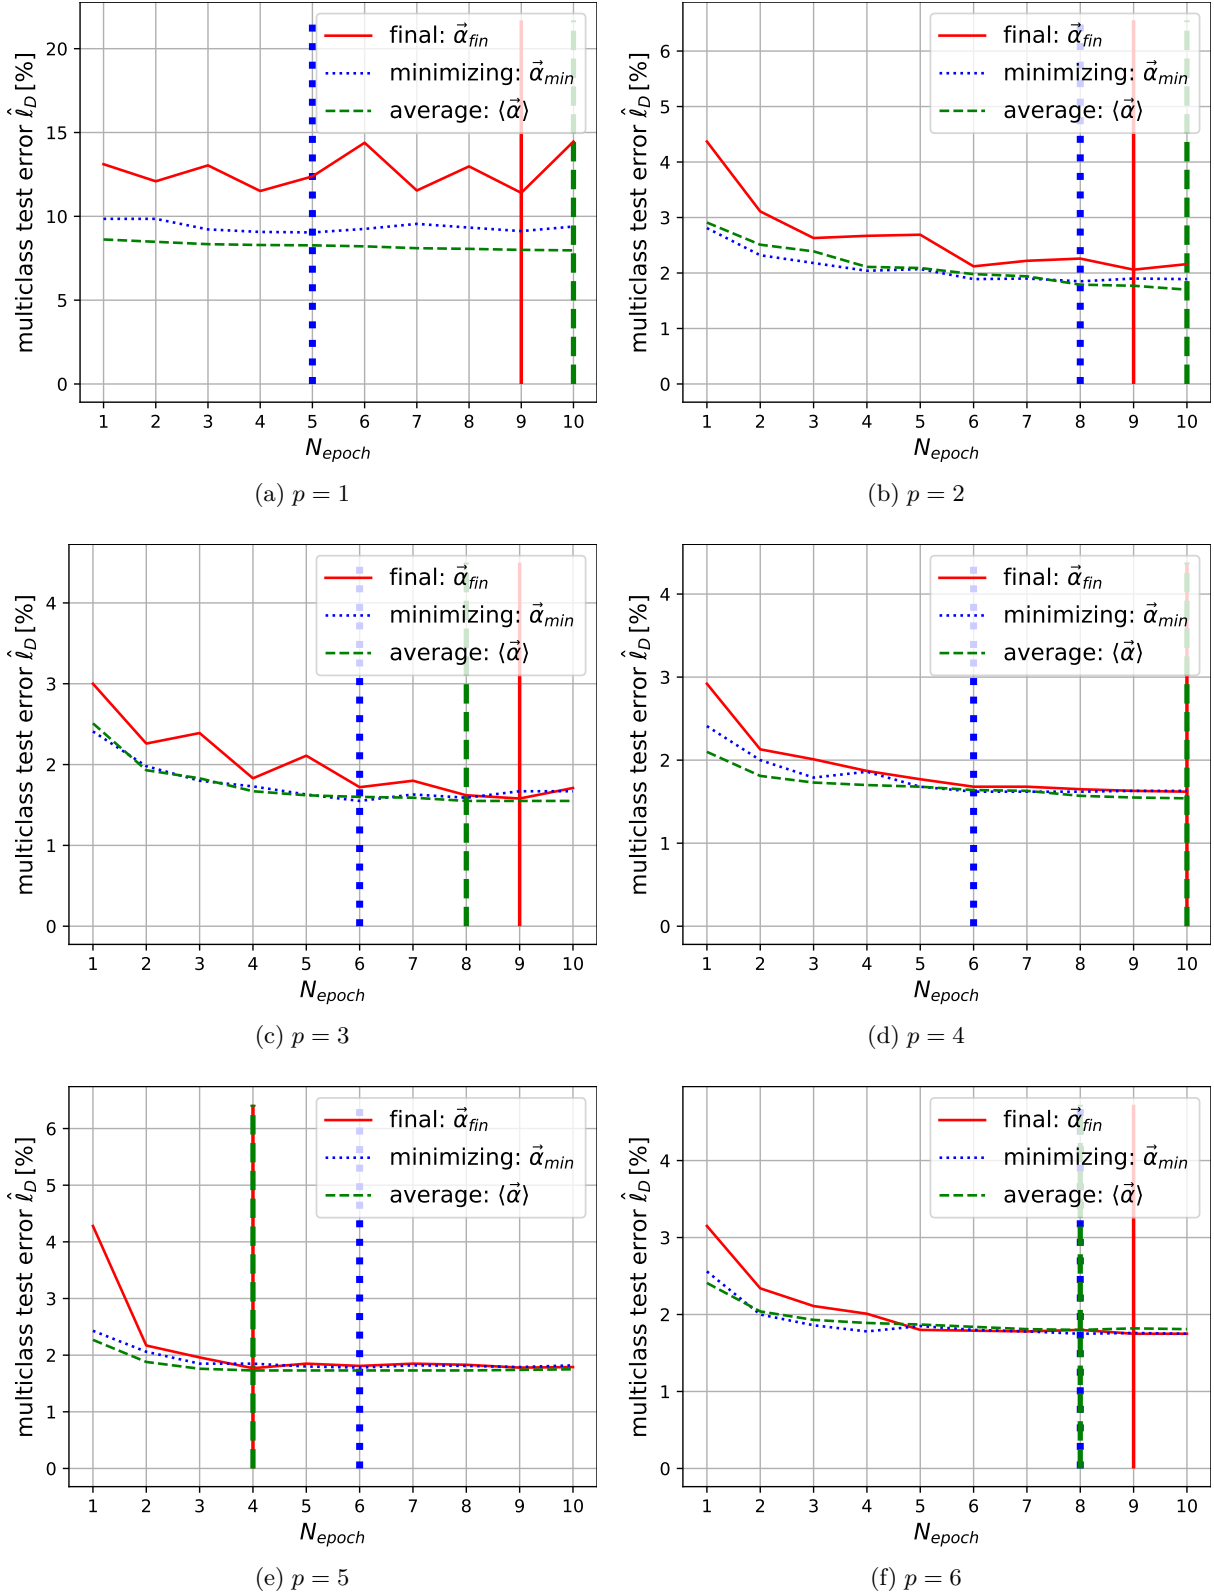 multiclass test error ℓ̂_D [%]
20
15
10
5
0
final: α⃗_fin
minimizing: α⃗_min
average: ⟨α⃗⟩
1 2 3 4 5 6 7 8 9 10
N_epoch
(a) p = 1
multiclass test error ℓ̂_D [%]
6
5
4
3
2
1
0
final: α⃗_fin
minimizing: α⃗_min
average: ⟨α⃗⟩
1 2 3 4 5 6 7 8 9 10
N_epoch
(b) p = 2
multiclass test error ℓ̂_D [%]
4
3
2
1
0
final: α⃗_fin
minimizing: α⃗_min
average: ⟨α⃗⟩
1 2 3 4 5 6 7 8 9 10
N_epoch
(c) p = 3
multiclass test error ℓ̂_D [%]
4
3
2
1
0
final: α⃗_fin
minimizing: α⃗_min
average: ⟨α⃗⟩
1 2 3 4 5 6 7 8 9 10
N_epoch
(d) p = 4
multiclass test error ℓ̂_D [%]
6
5
4
3
2
1
0
final: α⃗_fin
minimizing: α⃗_min
average: ⟨α⃗⟩
1 2 3 4 5 6 7 8 9 10
N_epoch
(e) p = 5
multiclass test error ℓ̂_D [%]
4
3
2
1
0
final: α⃗_fin
minimizing: α⃗_min
average: ⟨α⃗⟩
1 2 3 4 5 6 7 8 9 10
N_epoch
(f) p = 6